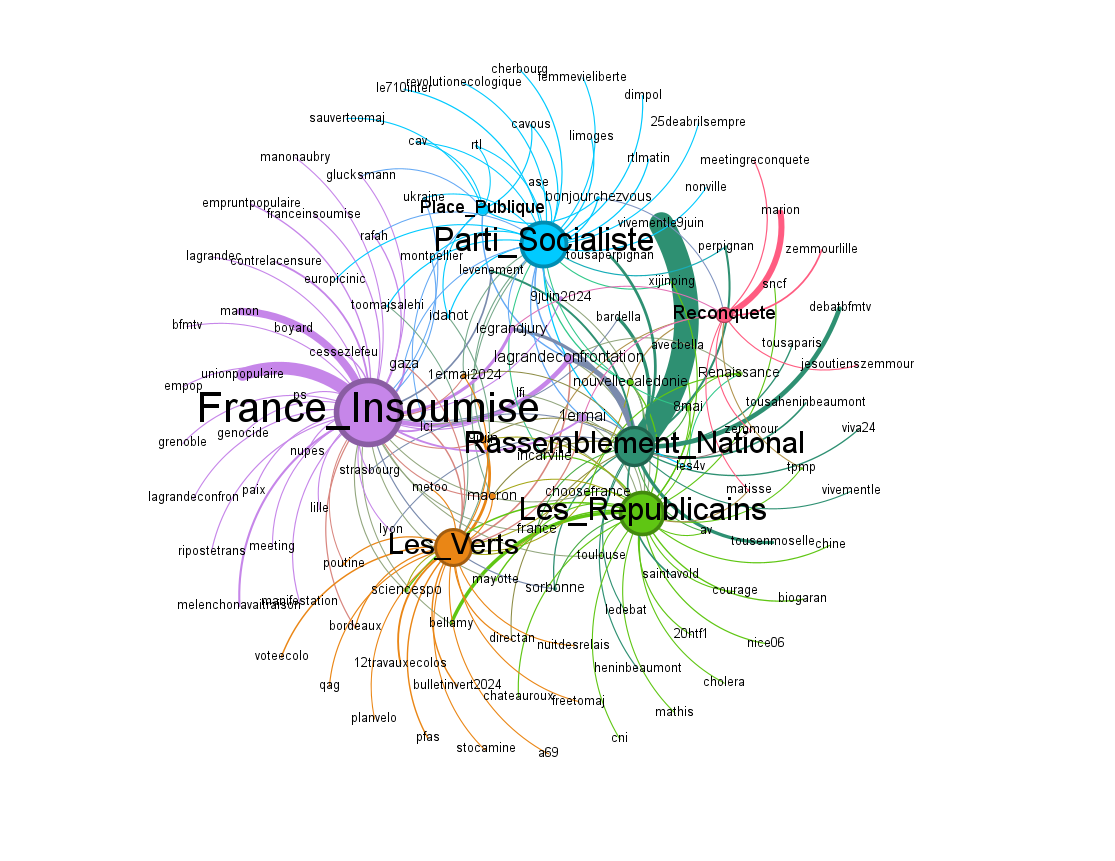 cherbourg
femmevieliberte
revolutionecologique
le710inter
dimpol
sauvertoomaj
cavous
25deabrilsempre
limoges
cav
rtl
manonaubry
rtlmatin
meetingreconquete
glucksmann
ase
nonville
ukraine
bonjourchezvous
empruntpopulaire
Place_Publique
franceinsoumise
marion
vivementle9juin
rafah
Parti_Socialiste
perpignan
zemmourlille
lagrandec
contrelacensure
montpellier
tousaperpignan
levenement
europicinic
xijinping
sncf
9juin2024
toomajsalehi
manon
idahot
bardella
Reconquete
debatbfmtv
bfmtv
boyard
legrandjury
cessezlefeu
avecbella
tousaparis
gaza
lagrandeconfrontation
jesoutienszemmour
unionpopulaire
1ermai2024
nouvellecaledonie
Renaissance
empop
ps
lfi
France_Insoumise
8mai
tousaheninbeaumont
1ermai
lcj
zemmour
viva24
genocide
grenoble
Rassemblement_National
nupes
incarville
strasbourg
les4v
tpmp
metoo
macron
choosefrance
matisse
vivementle
lagrandeconfron
paix
lille
Les_Republicains
lyon
france
av
ripostetrans
meeting
Les_Verts
tousenmoselle
chine
poutine
toulouse
mayotte
saintavold
sciencespo
sorbonne
courage
biogaran
melenchonavaitraison
manifestation
ledebat
bordeaux
bellamy
directan
nuitdesrelais
20htf1
nice06
voteecolo
12travauxecolos
heninbeaumont
qag
bulletinvert2024
chateauroux
freetomaj
cholera
planvelo
mathis
pfas
stocamine
a69
cni